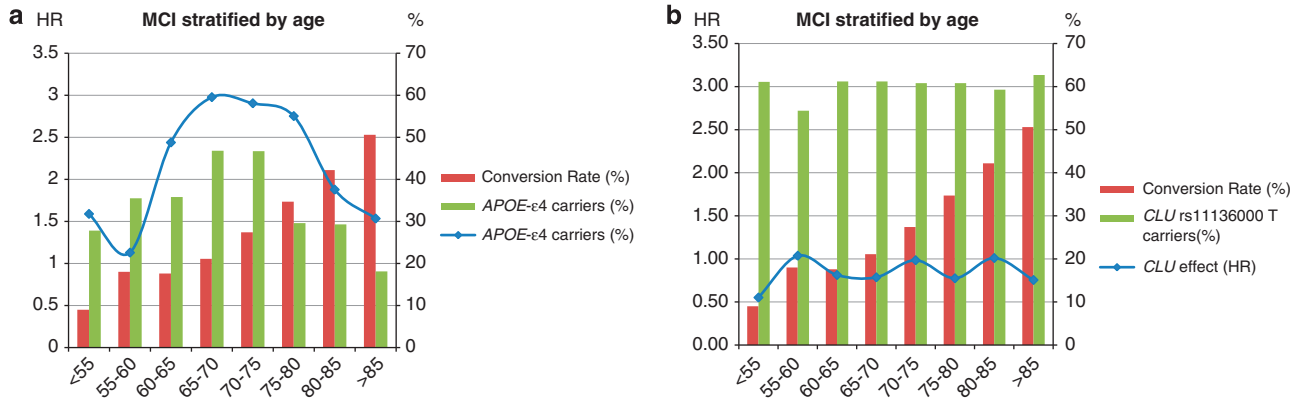 a HR MCI stratified by age %
3.5 70
3 60
2.5 50
2 40
1.5 30
1 20
0.5 10
0 0
<55 55-60 60-65 65-70 70-75 75-80 80-85 >85
Conversion Rate (%)
APOE-ε4 carriers (%)
APOE-ε4 carriers (%)
b HR MCI stratified by age %
3.50 70
3.00 60
2.50 50
2.00 40
1.50 30
1.00 20
0.50 10
0.00 0
<55 55-60 60-65 65-70 70-75 75-80 80-85 >85
Conversion Rate (%)
CLU rs11136000 T
carriers(%)
CLU effect (HR)